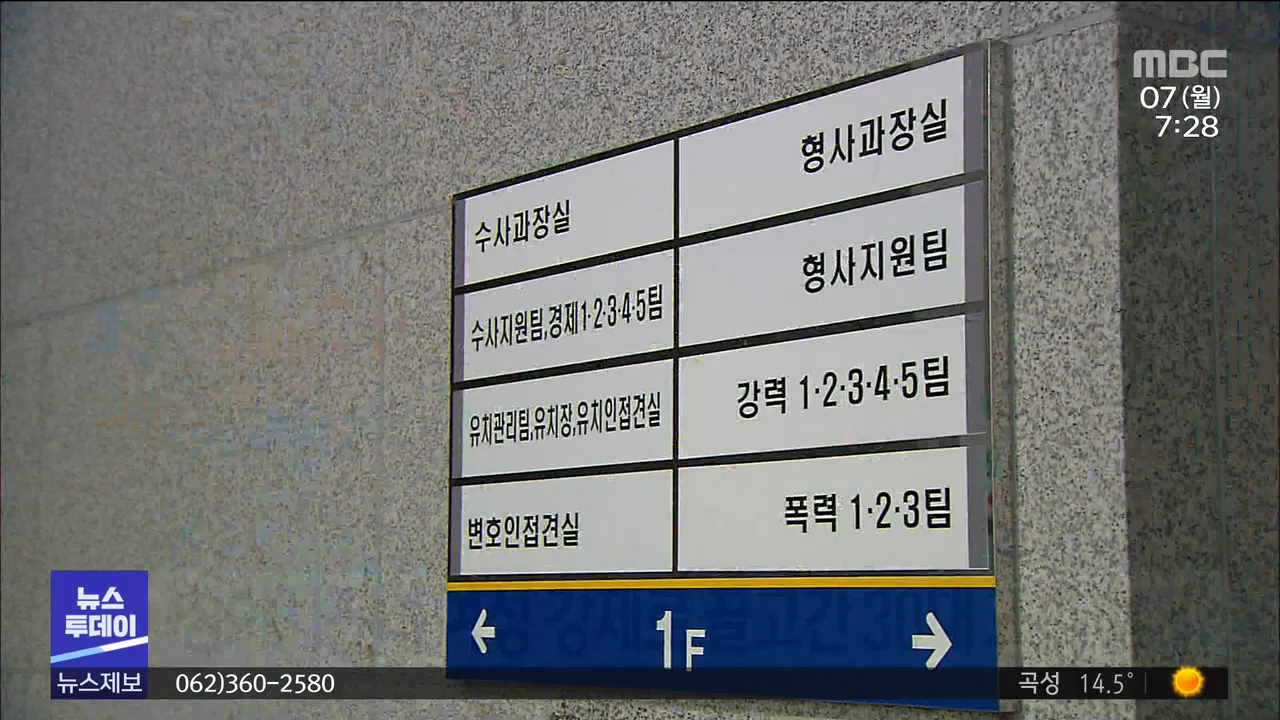 MBC
07(월)
7:28
수사과장실
형사과장실
수사지원팀,경제1·2·3·4·5팀
형사지원팀
유치관리팀,유치장,유치인접견실
강력 1·2·3·4·5팀
변호인접견실
폭력 1·2·3팀
← 1F →
뉴스
투데이
뉴스제보 062)360-2580
곡성 14.5°